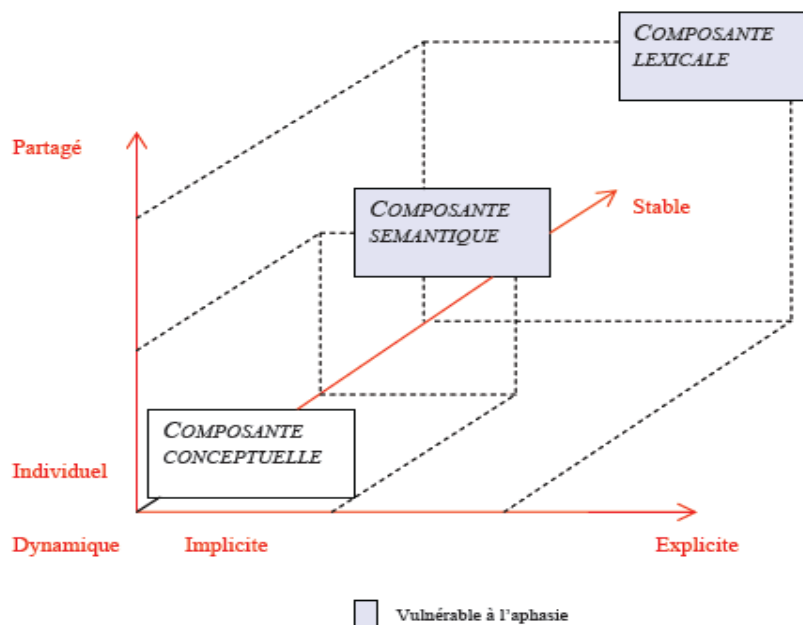 COMPOSANTE
LEXICALE
Partagé
COMPOSANTE
SEMANTIQUE
Stable
COMPOSANTE
CONCEPTUELLE
Individuel
Dynamique
Implicite
Explicite
Vulnérable à l'aphasie